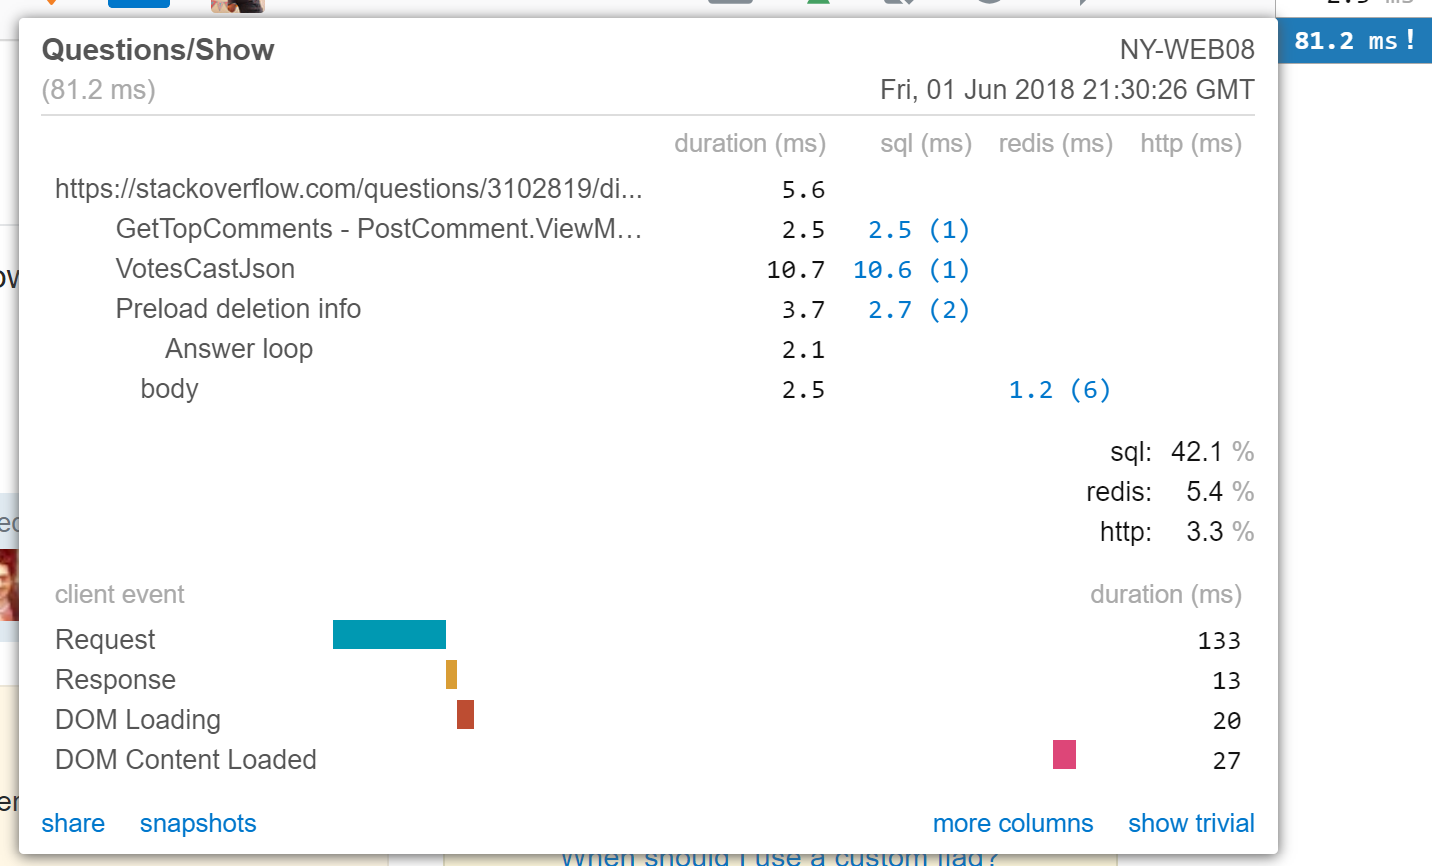 81.2 ms !
Questions/Show NY-WEB08
(81.2 ms) Fri, 01 Jun 2018 21:30:26 GMT
duration (ms) sql (ms) redis (ms) http (ms)
https://stackoverflow.com/questions/3102819/di... 5.6
GetTopComments - PostComment.ViewM... 2.5 2.5 (1)
VotesCastJson 10.7 10.6 (1)
Preload deletion info 3.7 2.7 (2)
Answer loop 2.1
body 2.5 1.2 (6)
sql: 42.1 %
redis: 5.4 %
http: 3.3 %
client event duration (ms)
Request 133
Response 13
DOM Loading 20
DOM Content Loaded 27
share snapshots more columns show trivial
When should I use a custom flag?